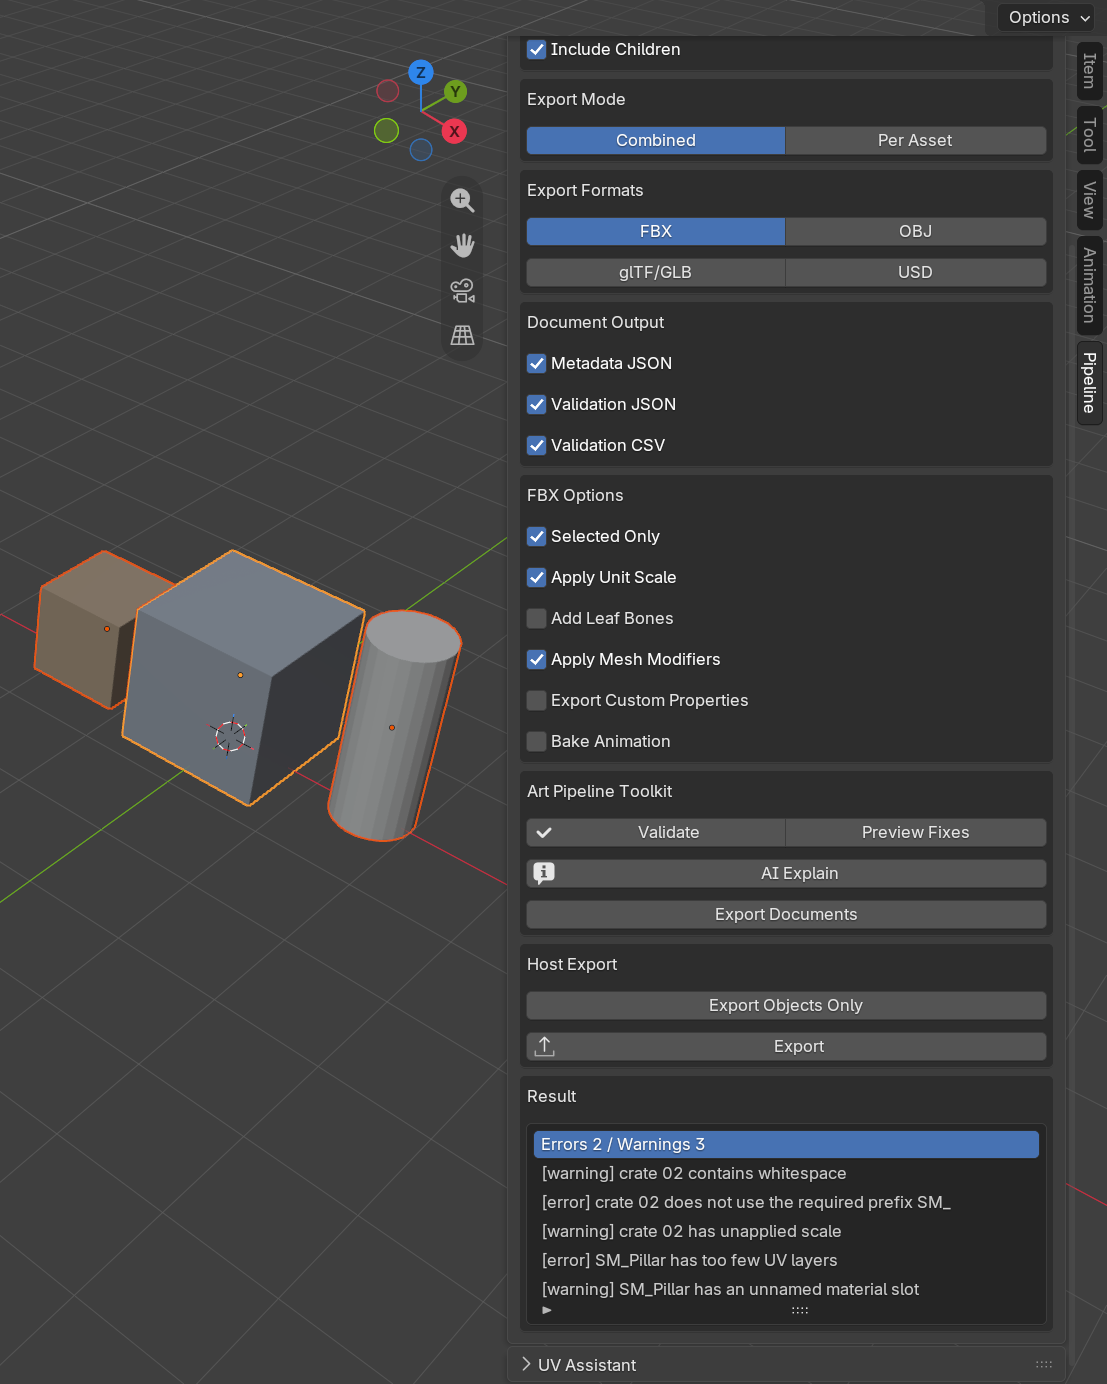 Options
Include Children
Export Mode
Combined Per Asset
Export Formats
FBX OBJ
glTF/GLB USD
Document Output
Metadata JSON
Validation JSON
Validation CSV
FBX Options
Selected Only
Apply Unit Scale
Add Leaf Bones
Apply Mesh Modifiers
Export Custom Properties
Bake Animation
Art Pipeline Toolkit
Validate Preview Fixes
AI Explain
Export Documents
Host Export
Export Objects Only
Export
Result
Errors 2 / Warnings 3
[warning] crate 02 contains whitespace
[error] crate 02 does not use the required prefix SM_
[warning] crate 02 has unapplied scale
[error] SM_Pillar has too few UV layers
[warning] SM_Pillar has an unnamed material slot
UV Assistant
Item
Tool
View
Animation
Pipeline
Z
Y
X